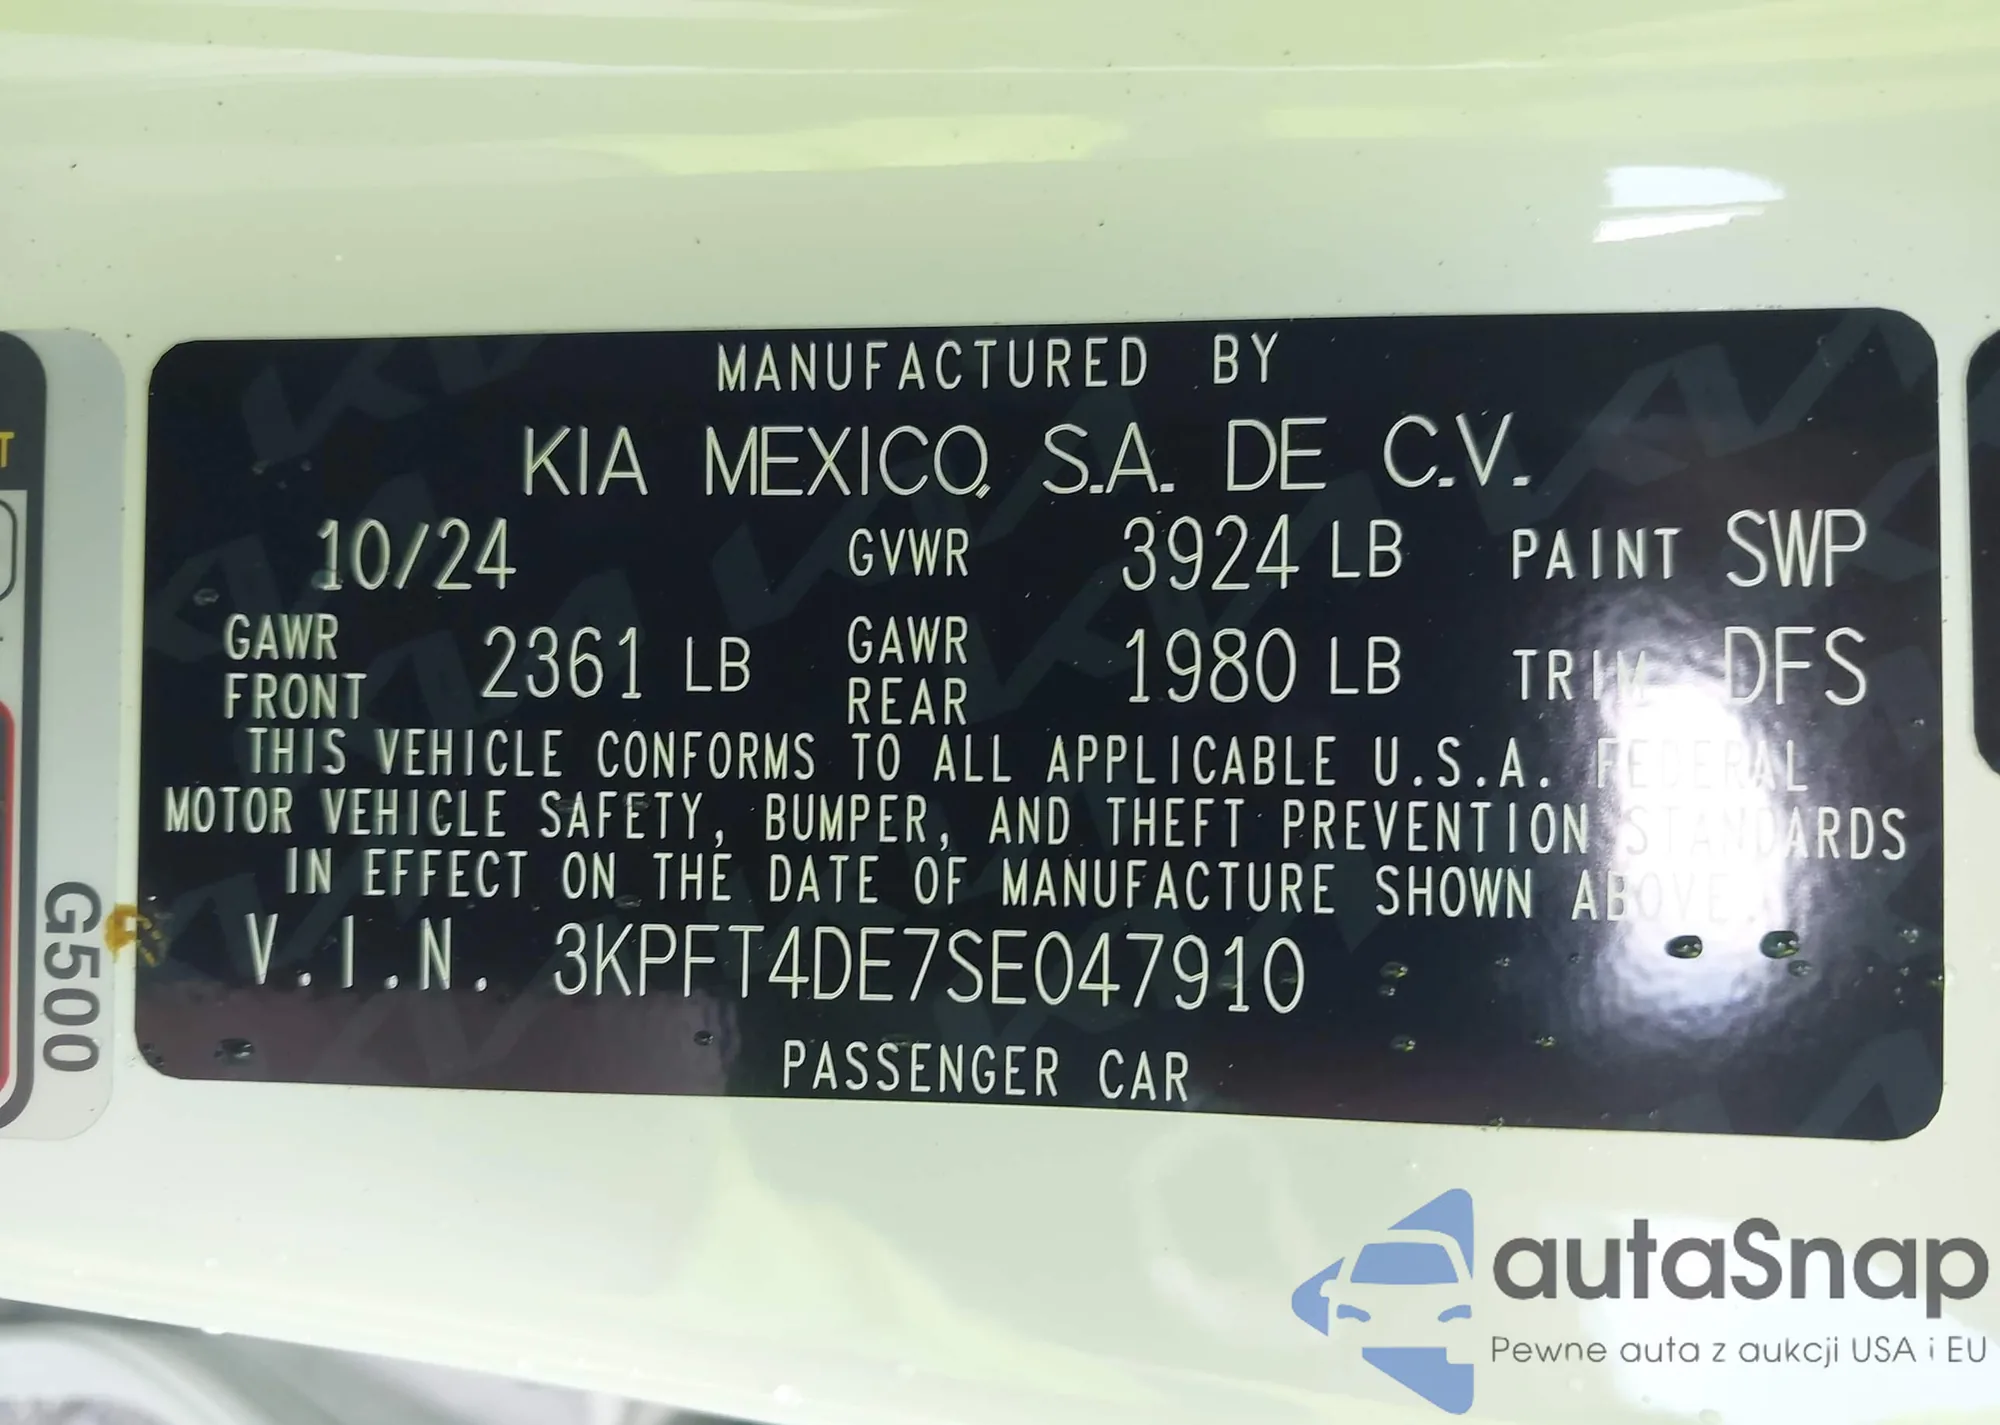 MANUFACTURED BY
KIA MEXICO, S.A. DE C.V.
10/24 GVWR 3924 LB PAINT SWP
GAWR FRONT 2361 LB GAWR REAR 1980 LB TRIM DFS
THIS VEHICLE CONFORMS TO ALL APPLICABLE U.S.A. FEDERAL
MOTOR VEHICLE SAFETY, BUMPER, AND THEFT PREVENTION STANDARDS
IN EFFECT ON THE DATE OF MANUFACTURE SHOWN ABOVE.
V.I.N. 3KPFT4DE7SE047910
PASSENGER CAR
G500
T
autaSnap
Pewne auta z aukcji USA i EU